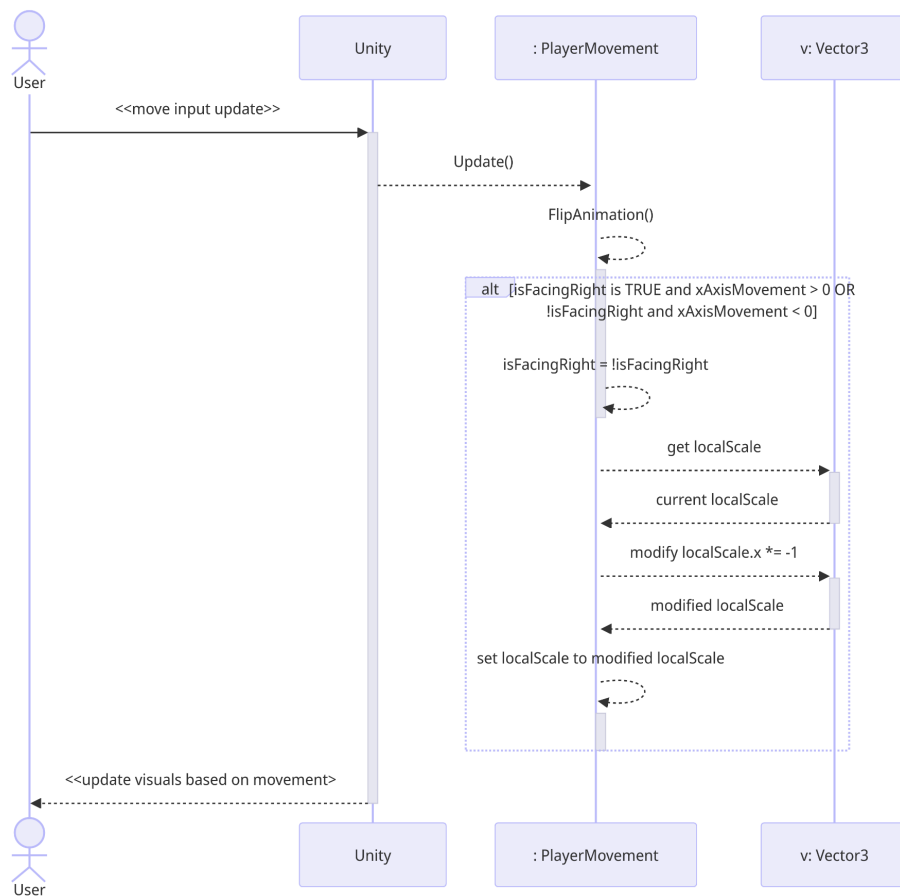 Unity
: PlayerMovement
v: Vector3
User
<<move input update>>
Update()
FlipAnimation()
alt
[isFacingRight is TRUE and xAxisMovement > 0 OR
!isFacingRight and xAxisMovement < 0]
isFacingRight = !isFacingRight
get localScale
current localScale
modify localScale.x *= -1
modified localScale
set localScale to modified localScale
<<update visuals based on movement>
Unity
: PlayerMovement
v: Vector3
User